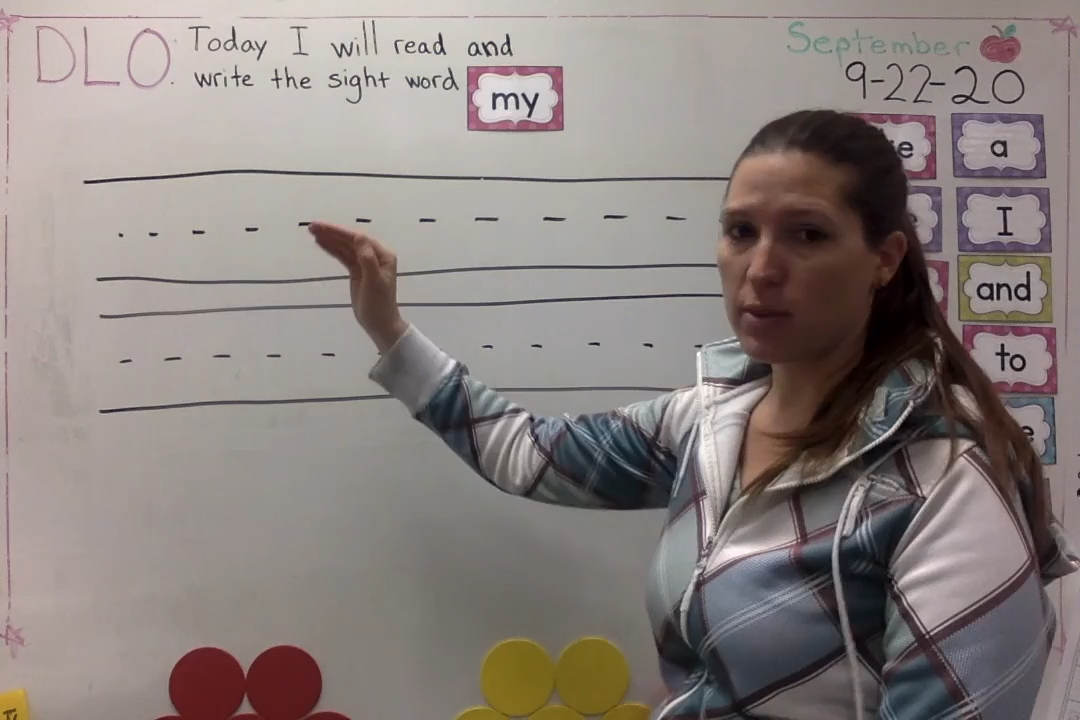 DLO: Today I will read and
write the sight word my
September
9-22-20
a
I
and
to